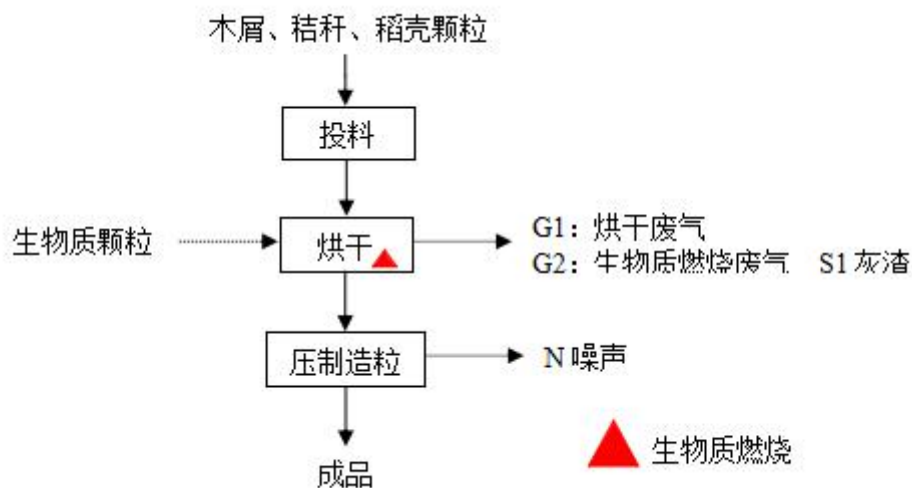 木屑、秸秆、稻壳颗粒
投料
生物质颗粒
烘干
G1：烘干废气
G2：生物质燃烧废气 S1 灰渣
压制造粒
N 噪声
成品
生物质燃烧